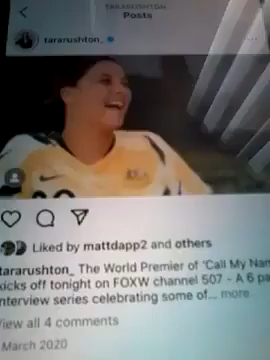 TARARUSHTON_
Posts
tararushton_
Liked by mattdapp2 and others
tararushton_ The World Premier of 'Call My Nam
kicks off tonight on FOXW channel 507 - A 6 pa
interview series celebrating some of... more
View all 4 comments
March 2020